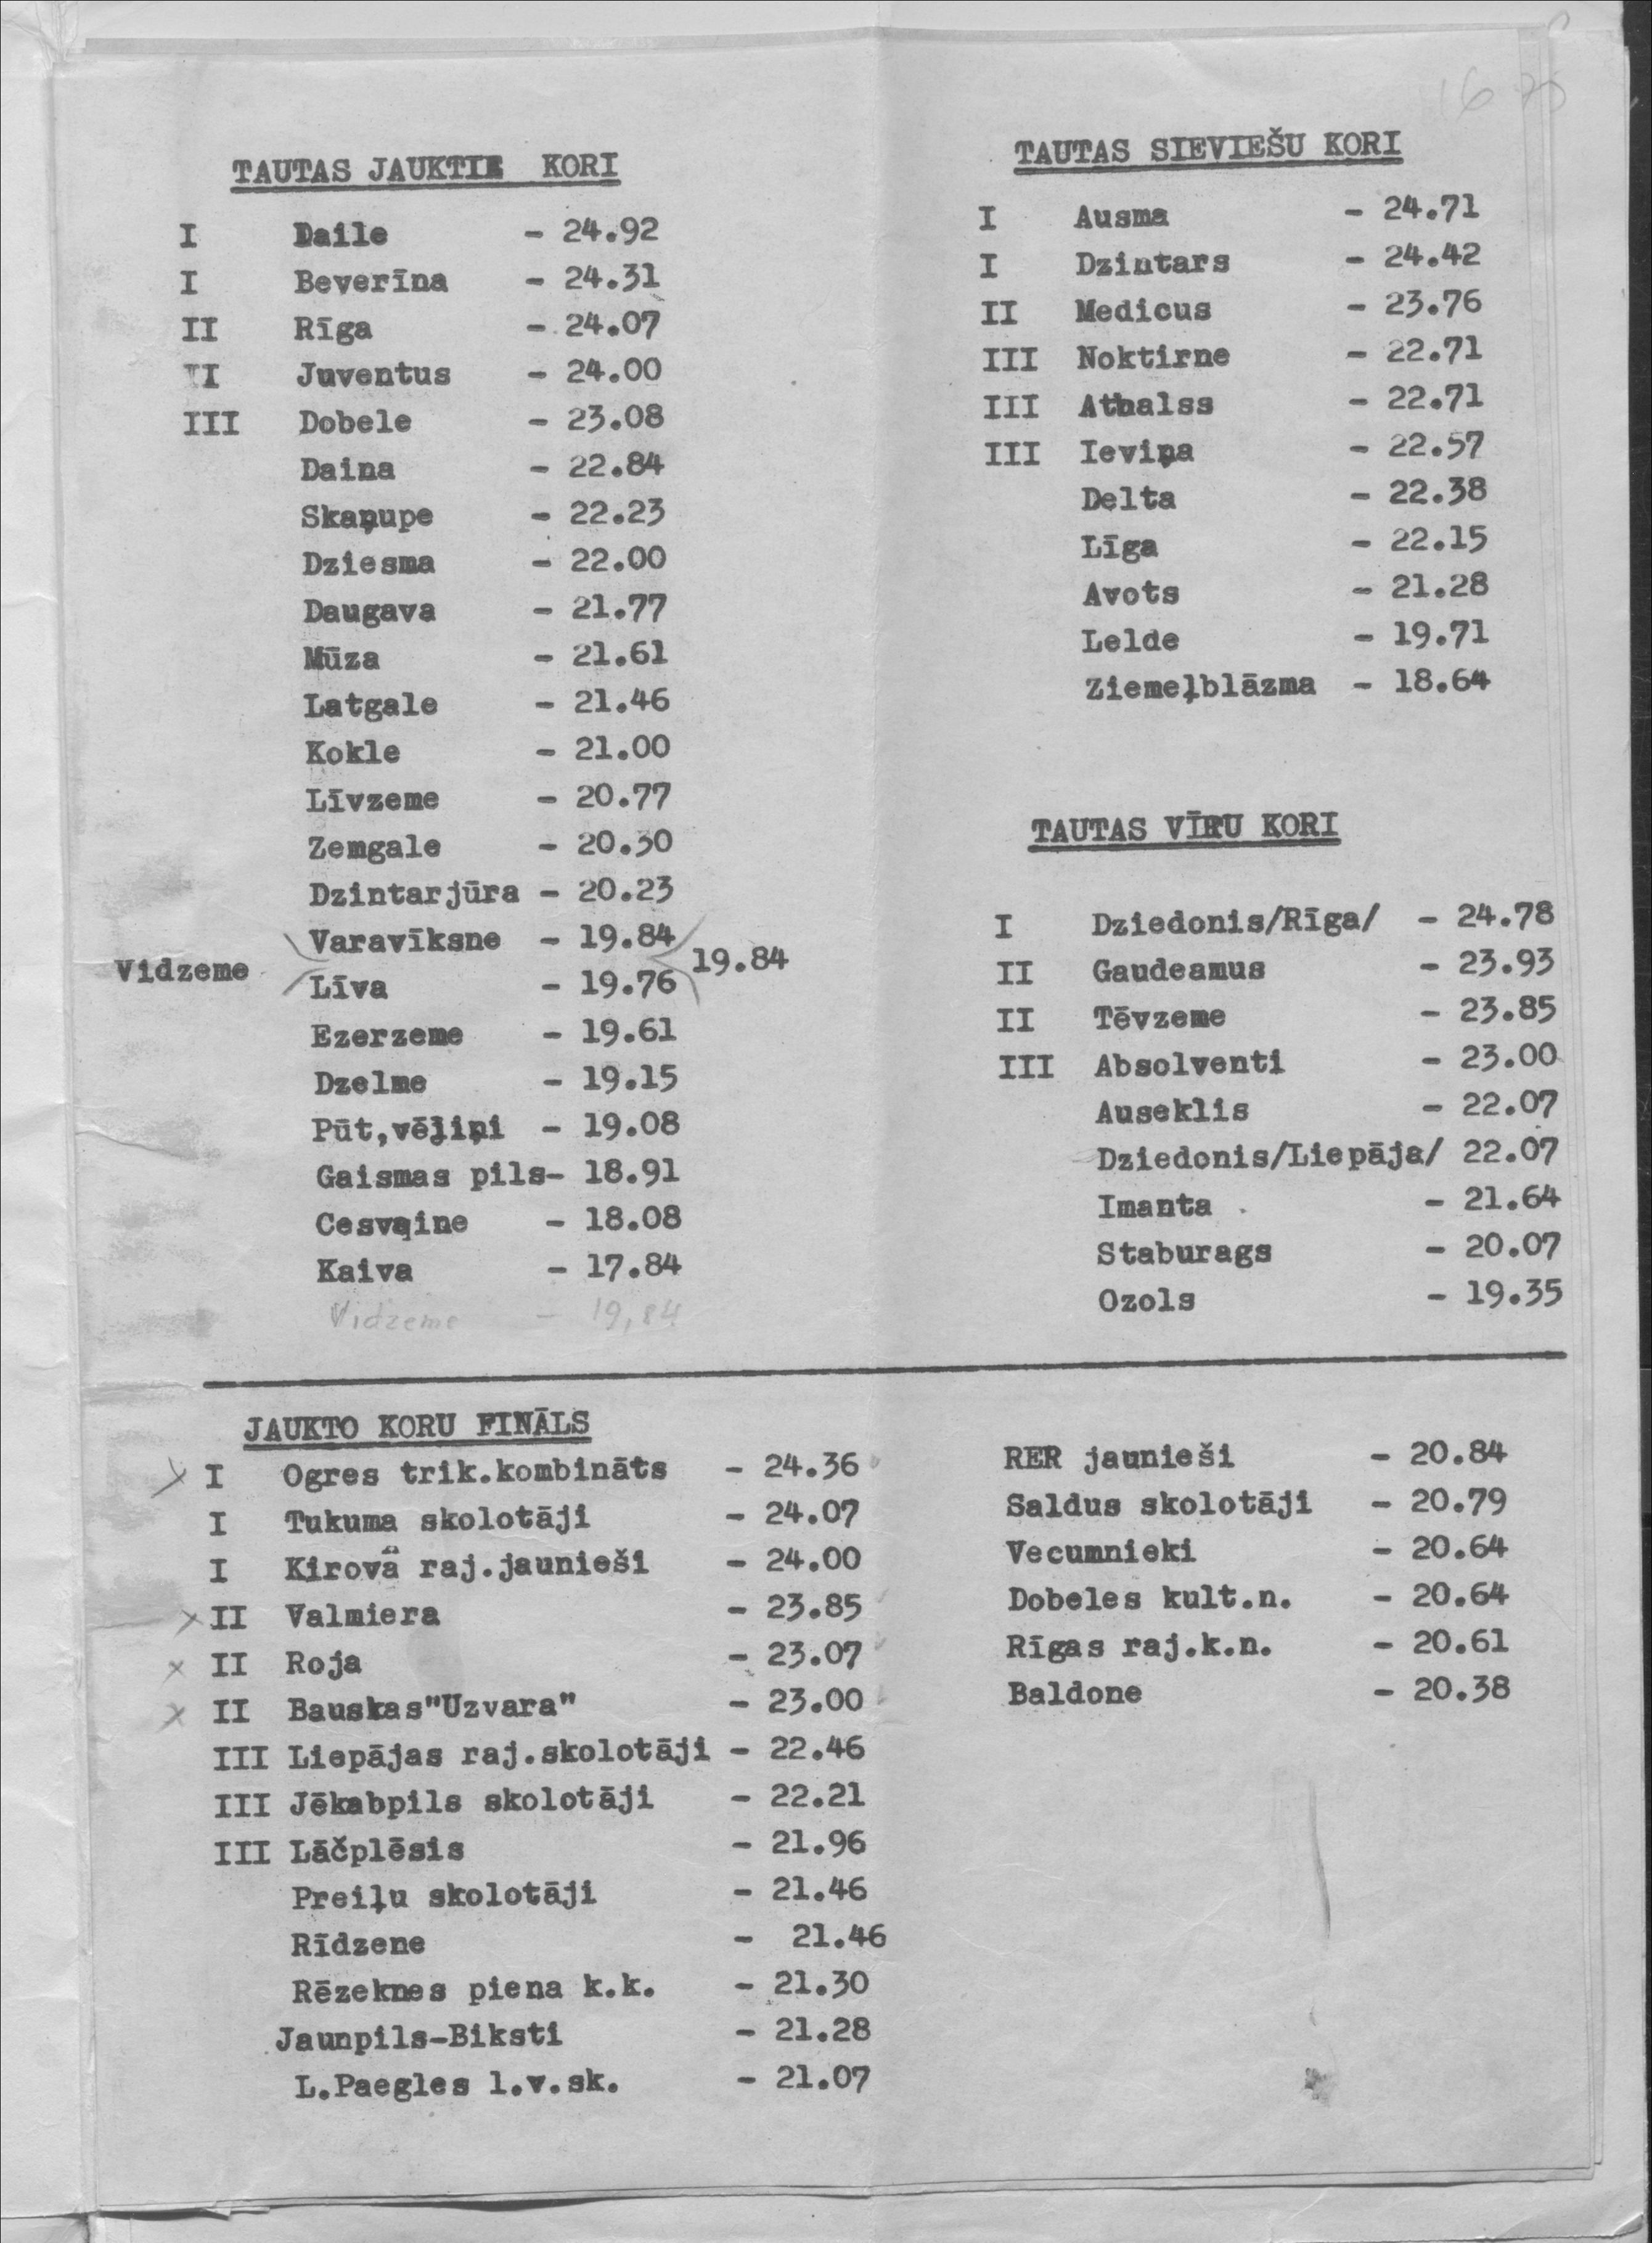 TAUTAS JAUKTIE KORI
I Daile - 24.92
I Beverīna - 24.31
II Rīga - 24.07
II Juventus - 24.00
III Dobele - 23.08
Daina - 22.84
Skaņupe - 22.23
Dziesma - 22.00
Daugava - 21.77
Mūza - 21.61
Latgale - 21.46
Kokle - 21.00
Līvzeme - 20.77
Zemgale - 20.30
Dzintarjūra - 20.23
Varavīksne - 19.84
Vidzeme 19.84
Līva - 19.76
Ezerzeme - 19.61
Dzelme - 19.15
Pūt,vējiņi - 19.08
Gaismas pils- 18.91
Cesvaine - 18.08
Kaiva - 17.84
Vidzeme - 19,84
TAUTAS SIEVIEŠU KORI
I Ausma - 24.71
I Dzintars - 24.42
II Medicus - 23.76
III Noktirne - 22.71
III Atbalss - 22.71
III Ieviņa - 22.57
Delta - 22.38
Līga - 22.15
Avots - 21.28
Lelde - 19.71
Ziemeļblāzma - 18.64
TAUTAS VĪRU KORI
I Dziedonis/Rīga/ - 24.78
II Gaudeamus - 23.93
II Tēvzeme - 23.85
III Absolventi - 23.00
Auseklis - 22.07
Dziedonis/Liepāja/ 22.07
Imanta - 21.64
Staburags - 20.07
Ozols - 19.35
JAUKTO KORU FINĀLS
I Ogres trik.kombināts - 24.36
I Tukuma skolotāji - 24.07
I Kirova raj.jaunieši - 24.00
II Valmiera - 23.85
II Roja - 23.07
II Bauskas"Uzvara" - 23.00
III Liepājas raj.skolotāji - 22.46
III Jēkabpils skolotāji - 22.21
III Lāčplēsis - 21.96
Preiļu skolotāji - 21.46
Rīdzene - 21.46
Rēzeknes piena k.k. - 21.30
Jaunpils-Biksti - 21.28
L.Paegles l.v.sk. - 21.07
RER jaunieši - 20.84
Saldus skolotāji - 20.79
Vecumnieki - 20.64
Dobeles kult.n. - 20.64
Rīgas raj.k.n. - 20.61
Baldone - 20.38